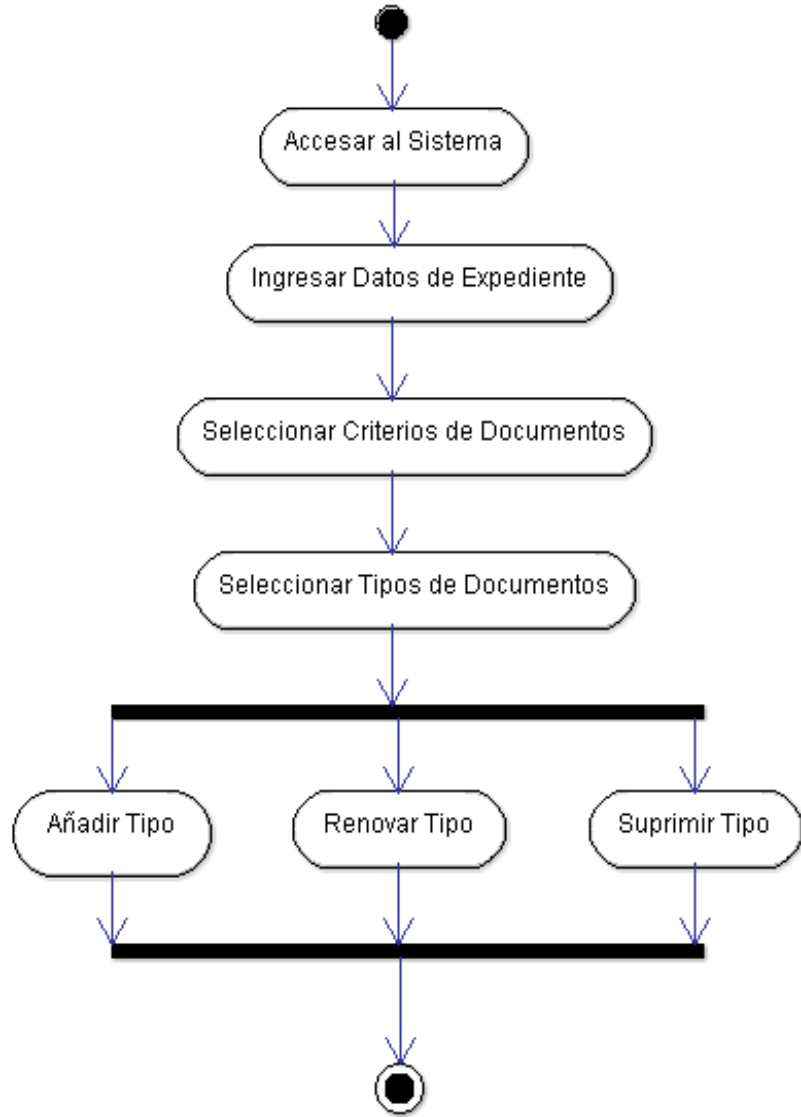 Accesar al Sistema
Ingresar Datos de Expediente
Seleccionar Criterios de Documentos
Seleccionar Tipos de Documentos
Añadir Tipo
Renovar Tipo
Suprimir Tipo